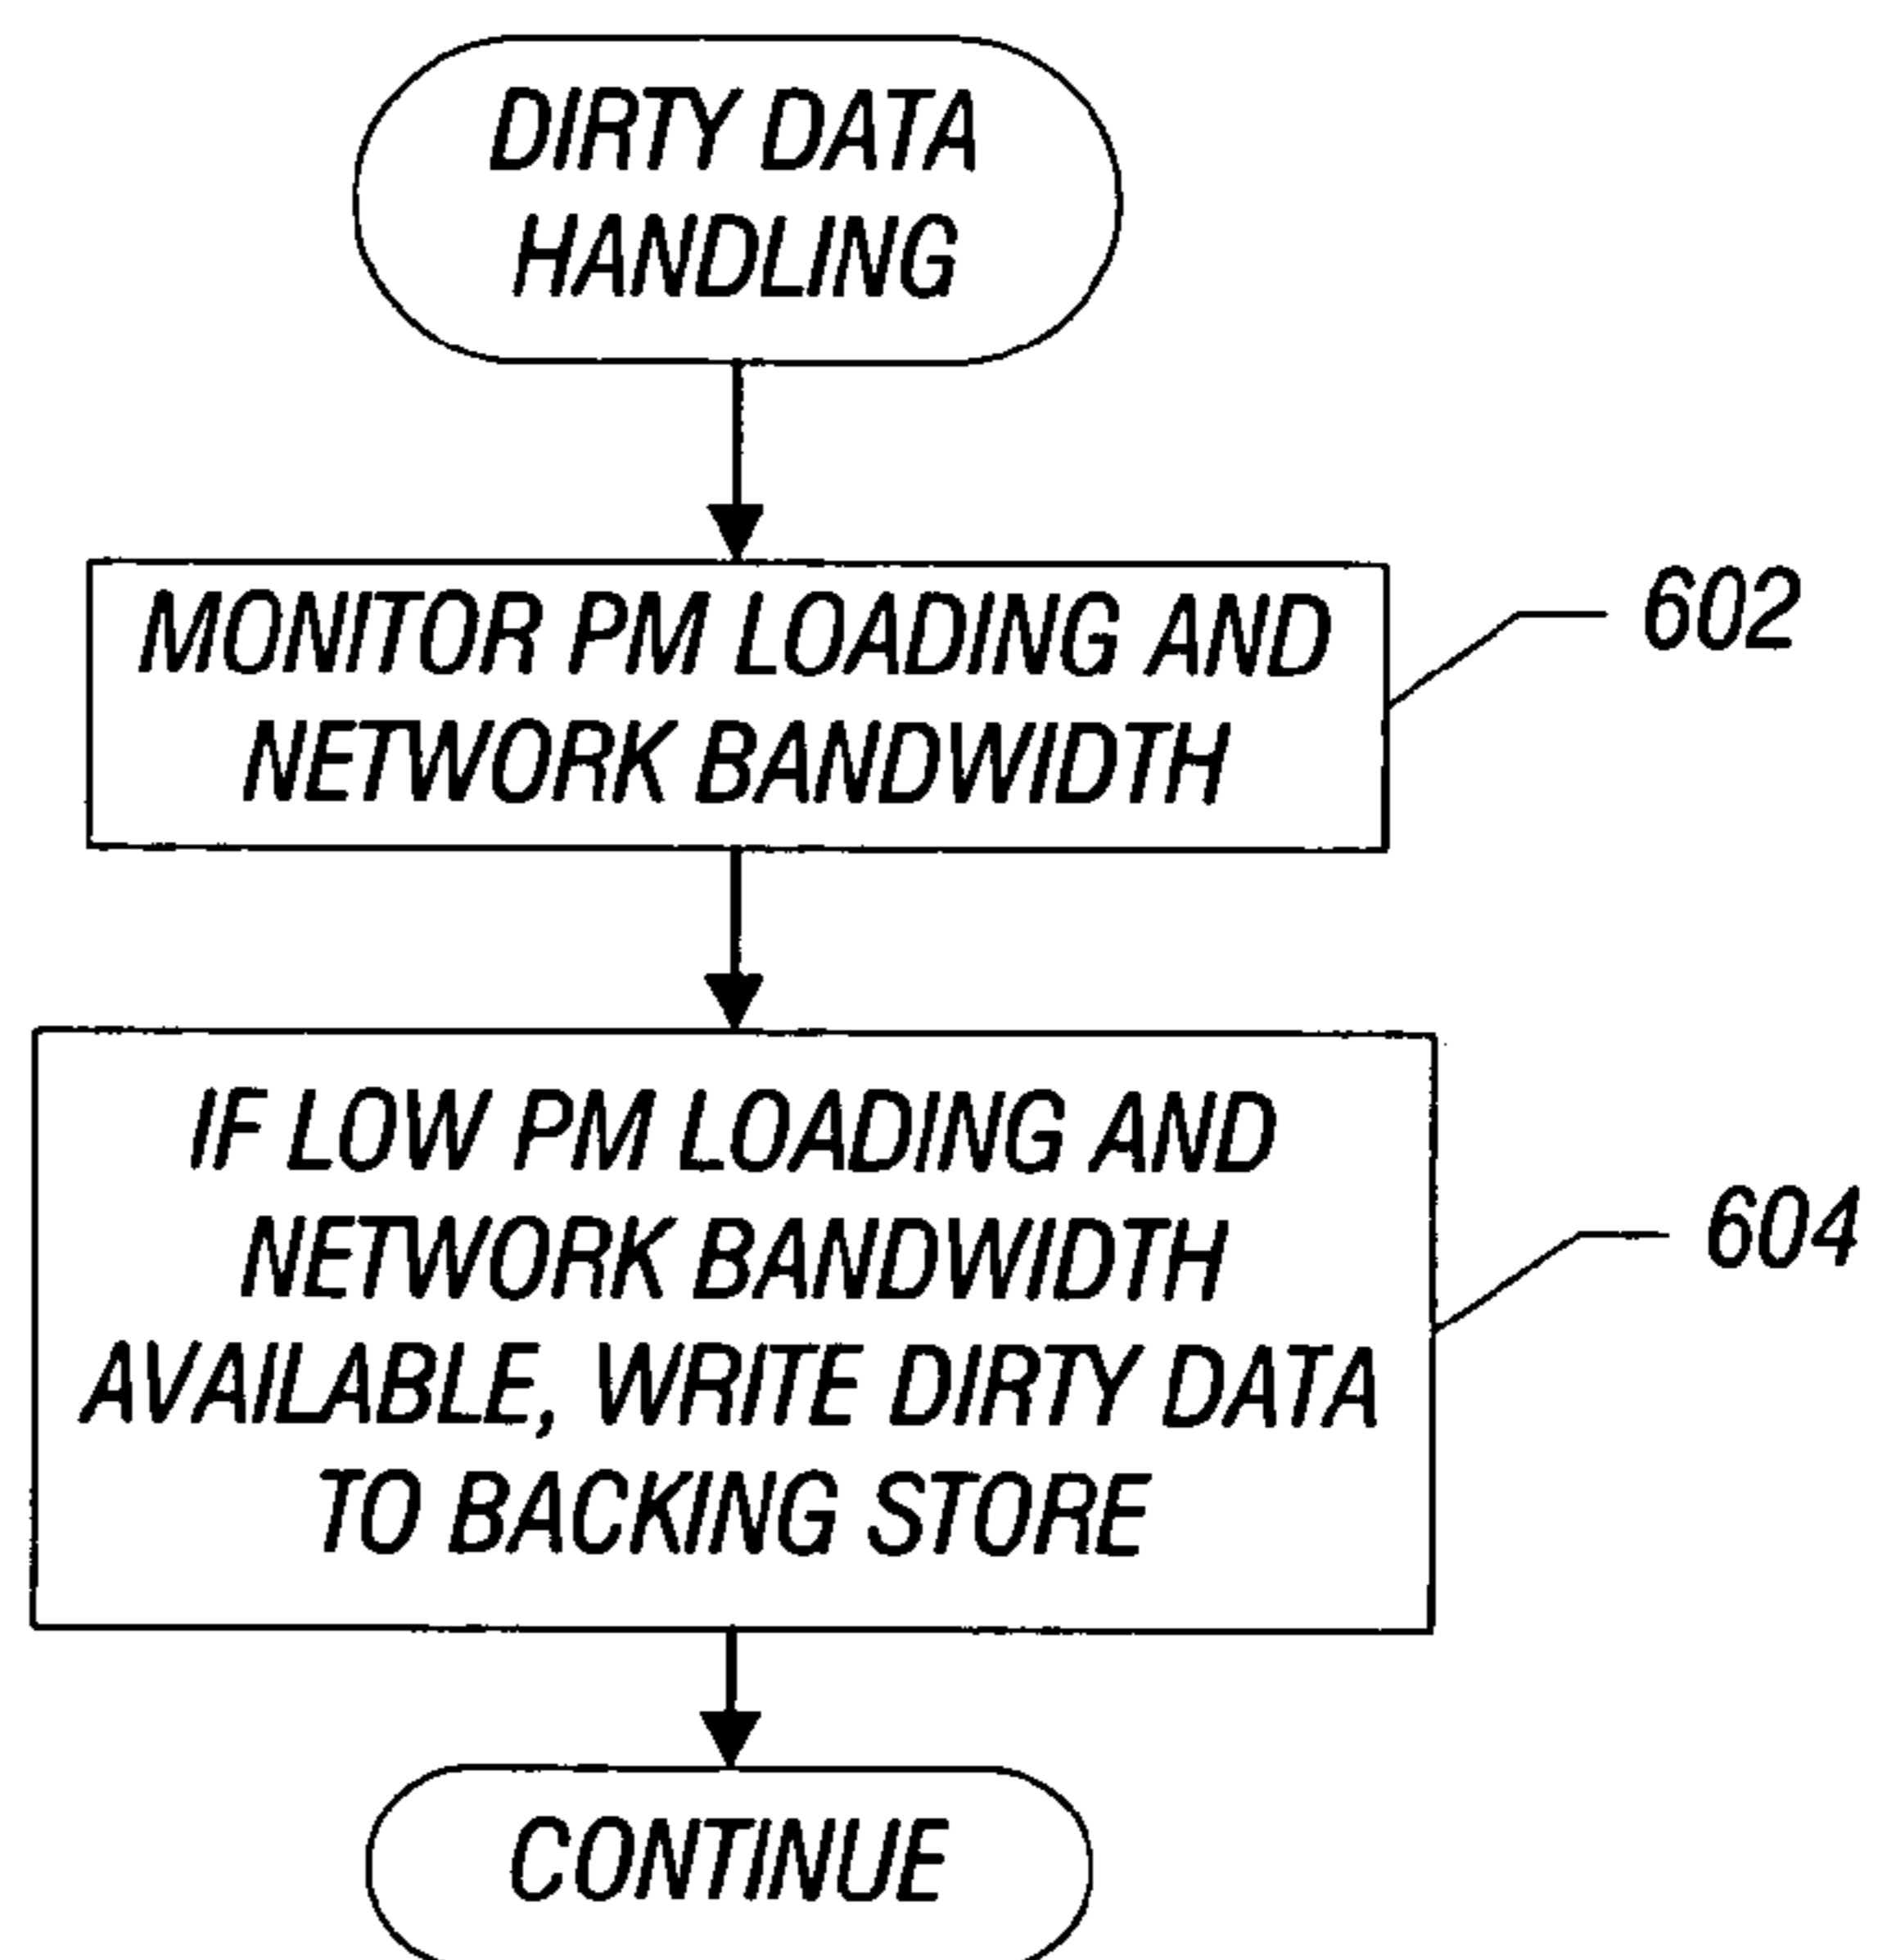 DIRTY DATA
HANDLING
MONITOR PM LOADING AND
NETWORK BANDWIDTH
602
IF LOW PM LOADING AND
NETWORK BANDWIDTH
AVAILABLE, WRITE DIRTY DATA
TO BACKING STORE
604
CONTINUE